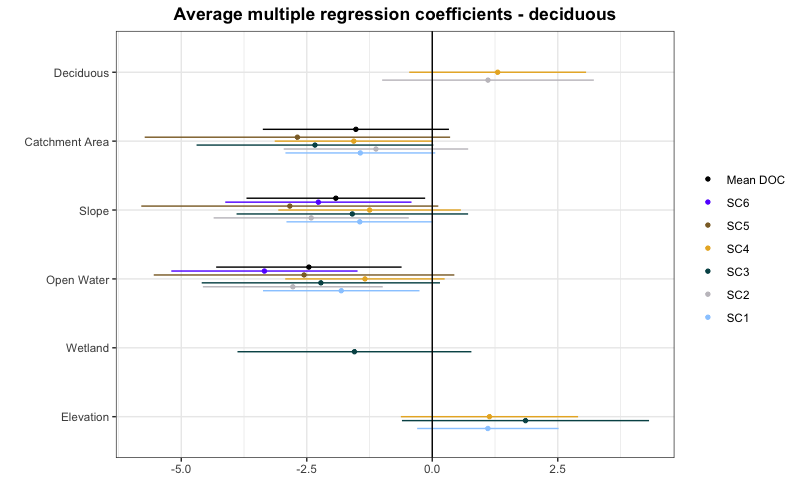 Average multiple regression coefficients - deciduous
Deciduous
Catchment Area
Slope
Open Water
Wetland
Elevation
-5.0
-2.5
0.0
2.5
Mean DOC
SC6
SC5
SC4
SC3
SC2
SC1